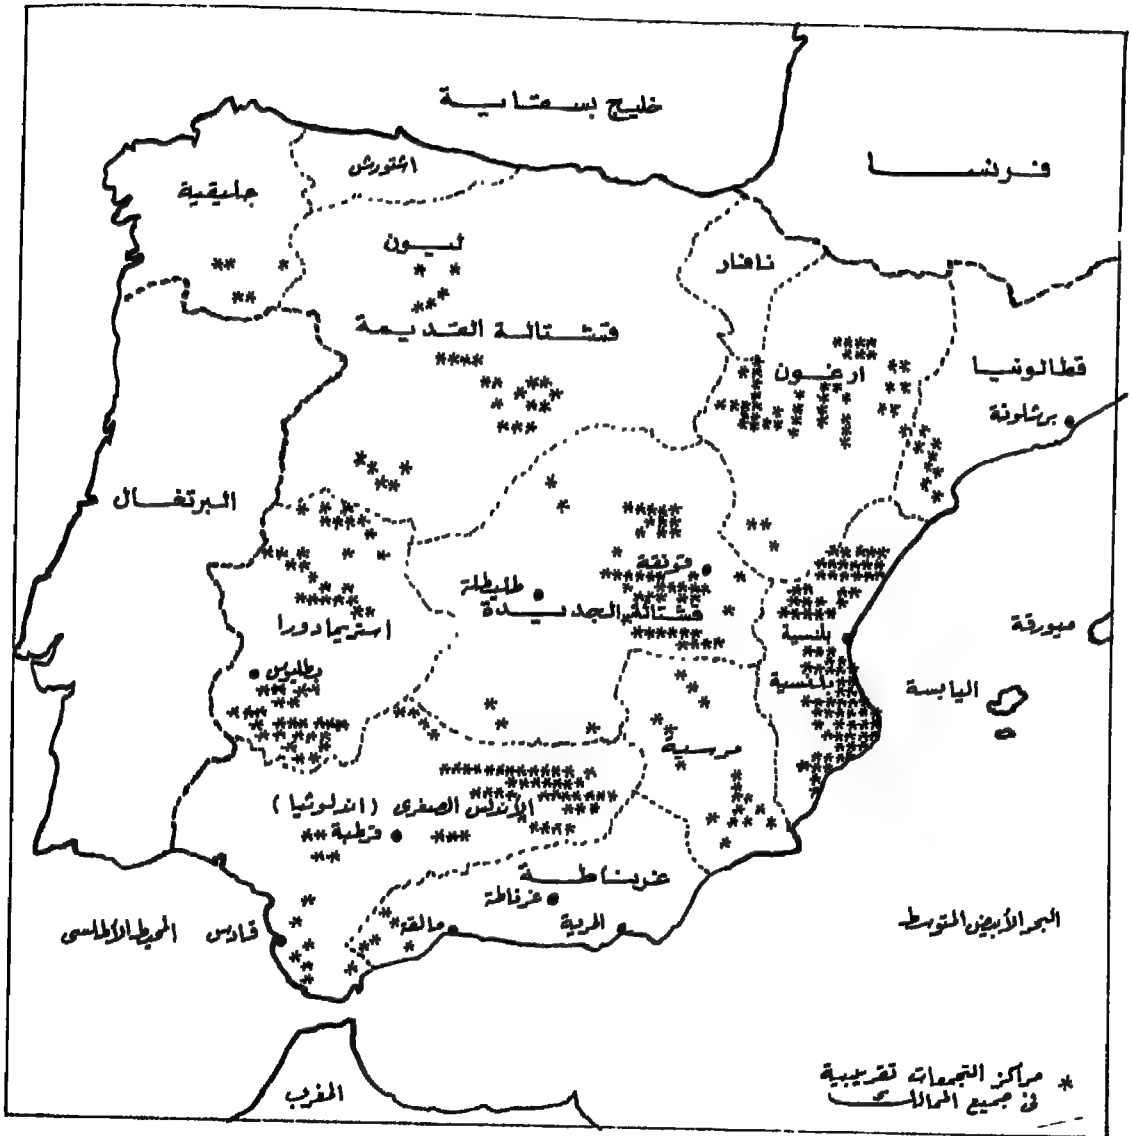 خليج بسكاية
فرنسا
اشتورش
جليقية
ليون
نافار
قشتالة القديمة
ارغون
قطالونيا
برشلونة
البرتغال
قونقة
طليطلة
قشتالة الجديدة
استريمادورا
بلنسية
ميورقة
بطليوس
بلنسية
اليابسة
مرسية
الأندلس الصغرى (اندلوثيا)
قرطبة
غرناطة
غرناطة
المرية
مالقة
قادس
المحيط الأطلسي
البحر الأبيض المتوسط
المغرب
* مراكز التجمعات تقريبية
في جميع الممالك